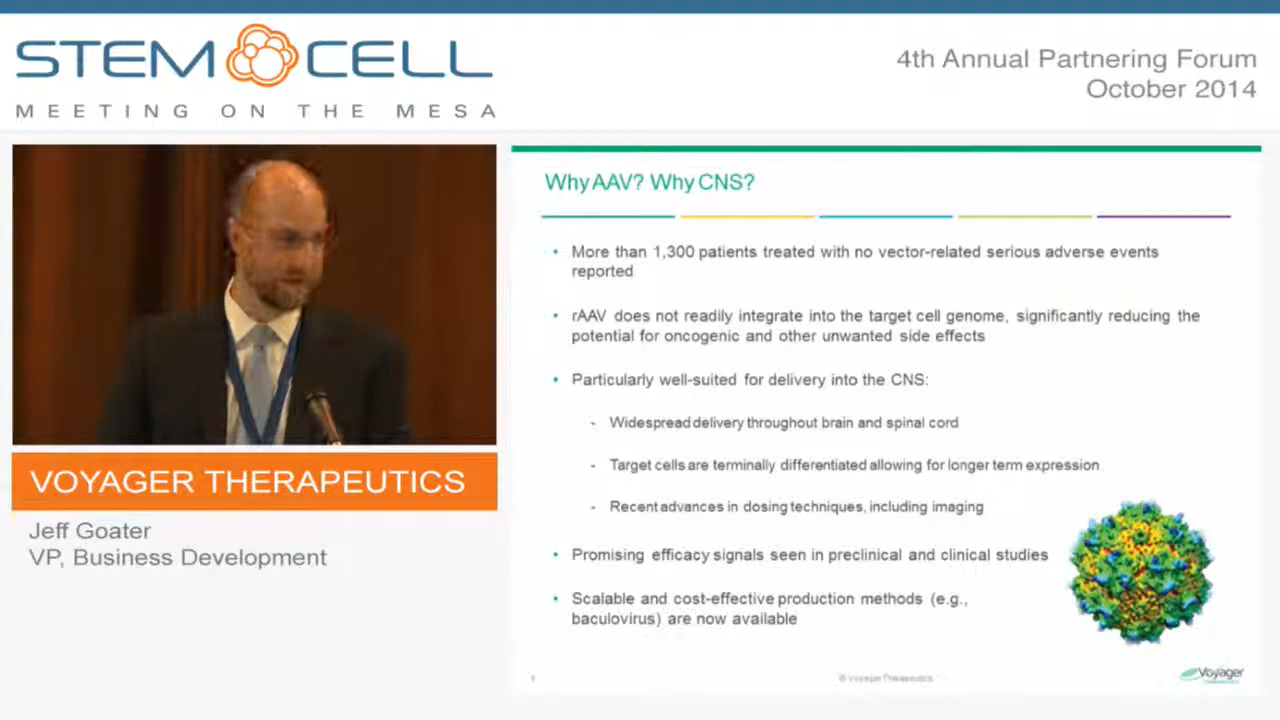 STEM CELL
MEETING ON THE MESA
4th Annual Partnering Forum
October 2014
VOYAGER THERAPEUTICS
Jeff Goater
VP, Business Development
Why AAV? Why CNS?
• More than 1,300 patients treated with no vector-related serious adverse events
reported
• rAAV does not readily integrate into the target cell genome, significantly reducing the
potential for oncogenic and other unwanted side effects
• Particularly well-suited for delivery into the CNS:
- Widespread delivery throughout brain and spinal cord
- Target cells are terminally differentiated allowing for longer term expression
- Recent advances in dosing techniques, including imaging
• Promising efficacy signals seen in preclinical and clinical studies
• Scalable and cost-effective production methods (e.g.,
baculovirus) are now available
© Voyager Therapeutics
Voyager